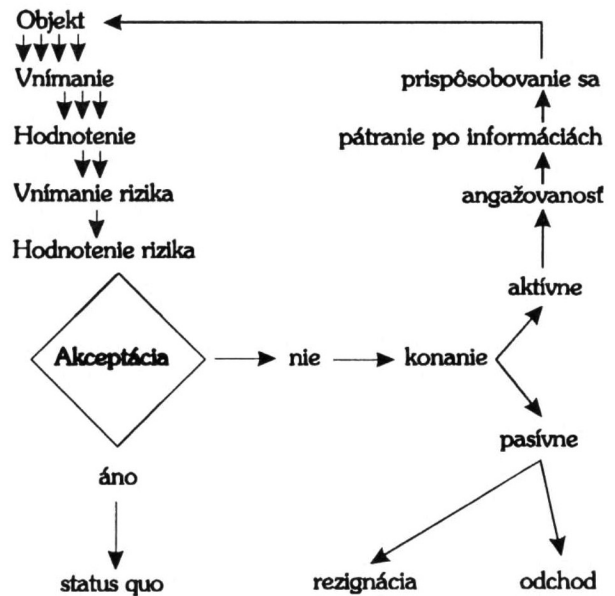 Objekt
Vnímanie
prispôsobovanie sa
Hodnotenie
pátranie po informáciách
Vnímanie rizika
angažovanosť
Hodnotenie rizika
aktívne
Akceptácia
nie
konanie
pasívne
áno
status quo
rezignácia
odchod